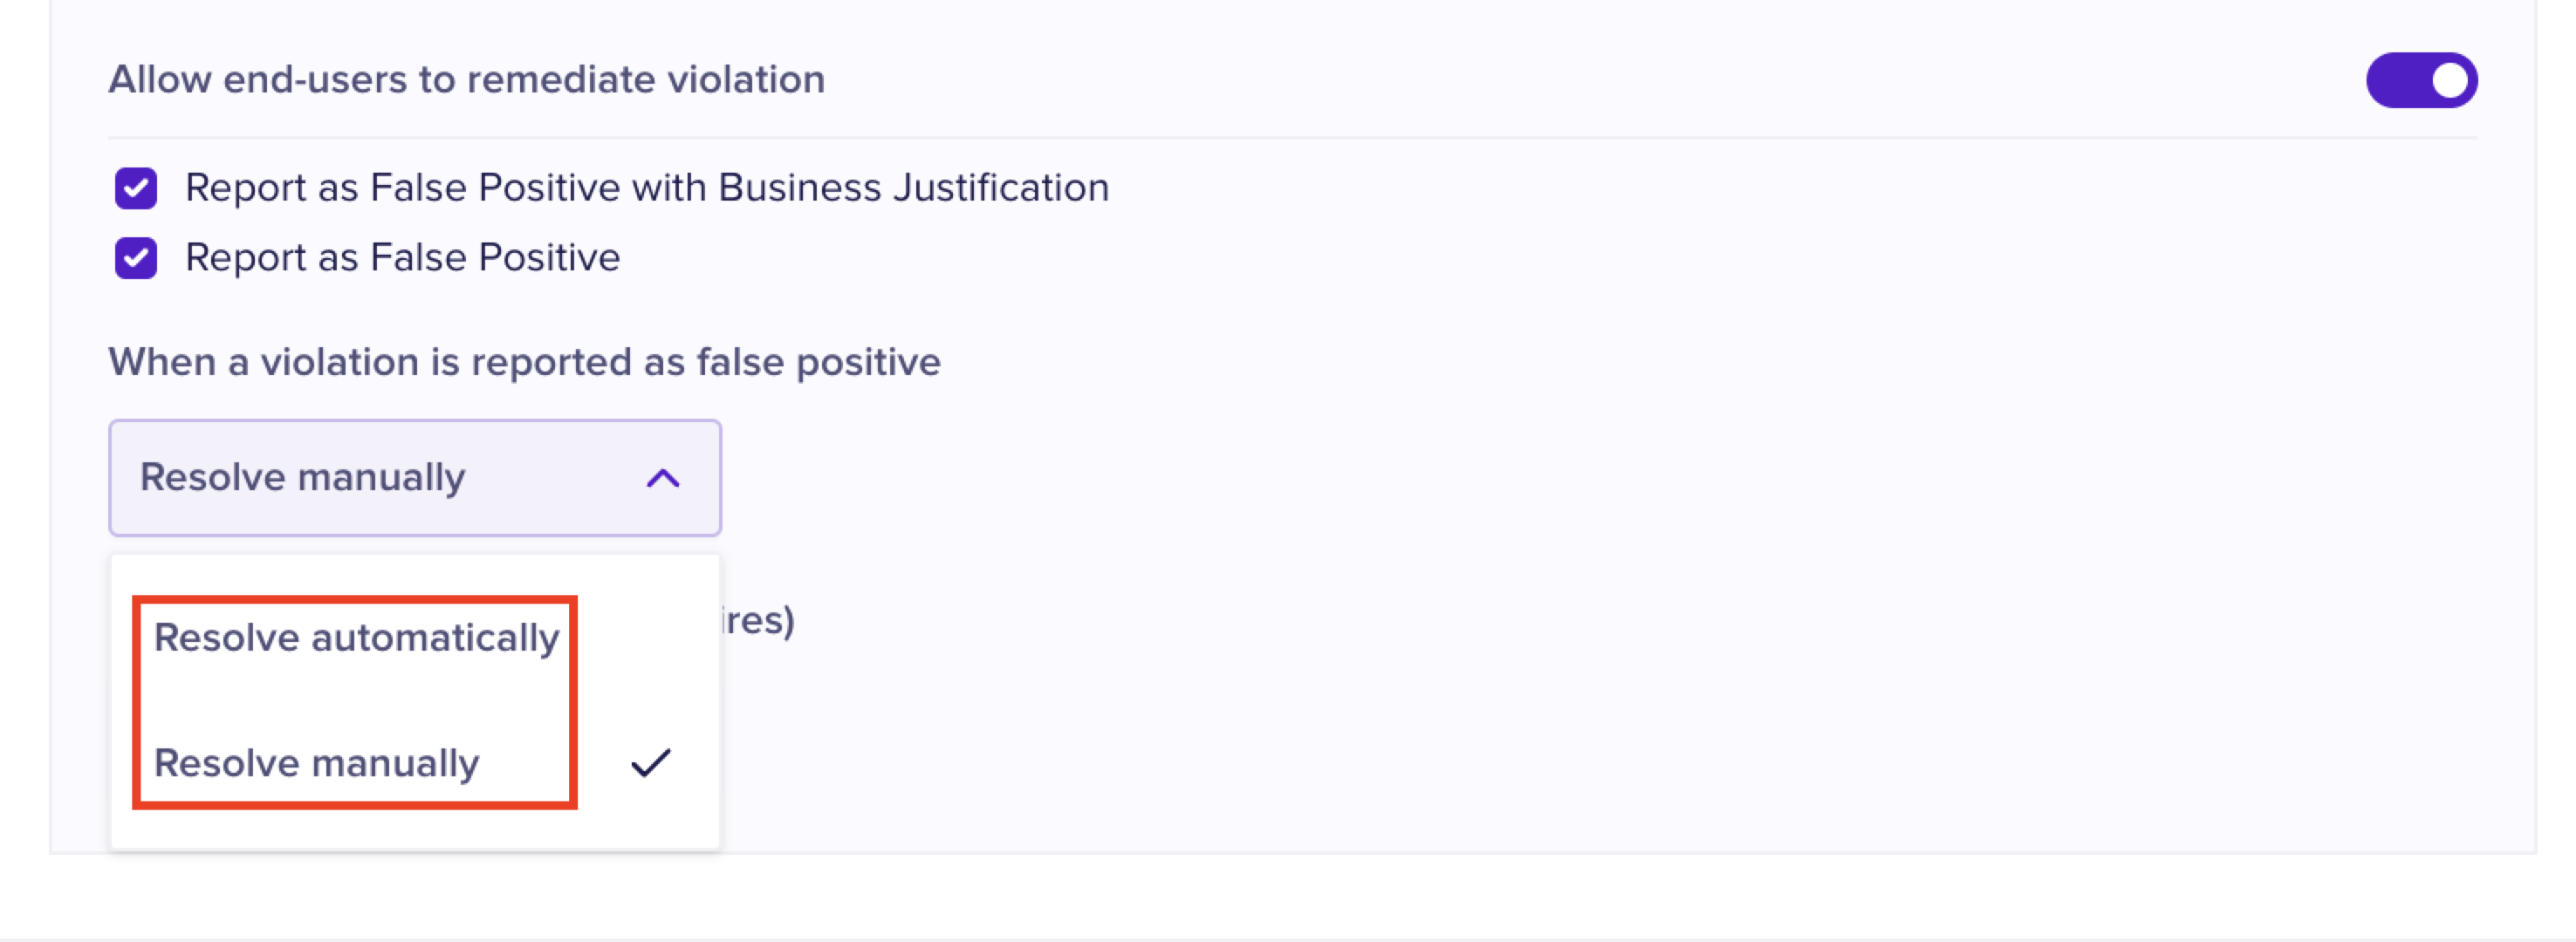 Allow end-users to remediate violation
Report as False Positive with Business Justification
Report as False Positive
When a violation is reported as false positive
Resolve manually
Resolve automatically
Resolve manually